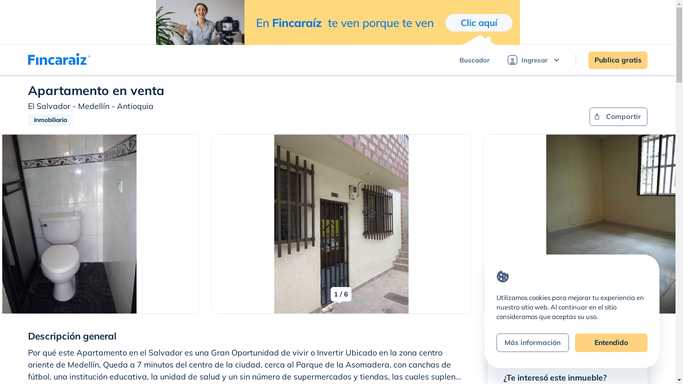 En Fincaraíz te ven porque te ven
Clic aquí
Fincaraiz
Buscador
Ingresar
Publica gratis
Apartamento en venta
El Salvador - Medellín - Antioquia
Inmobiliaria
Compartir
1 / 6
Utilizamos cookies para mejorar tu experiencia en
nuestro sitio web. Al continuar en el sitio
consideramos que aceptas su uso.
Más información
Entendido
Descripción general
Por qué este Apartamento en el Salvador es una Gran Oportunidad de vivir o Invertir Ubicado en la zona centro
oriente de Medellín, Queda a 7 minutos del centro de la ciudad, cerca al Parque de la Asomadera, con canchas de
fútbol, una institución educativa, la unidad de salud y un sin número de supermercados y tiendas, las cuales suplen...
¿Te interesó este inmueble?